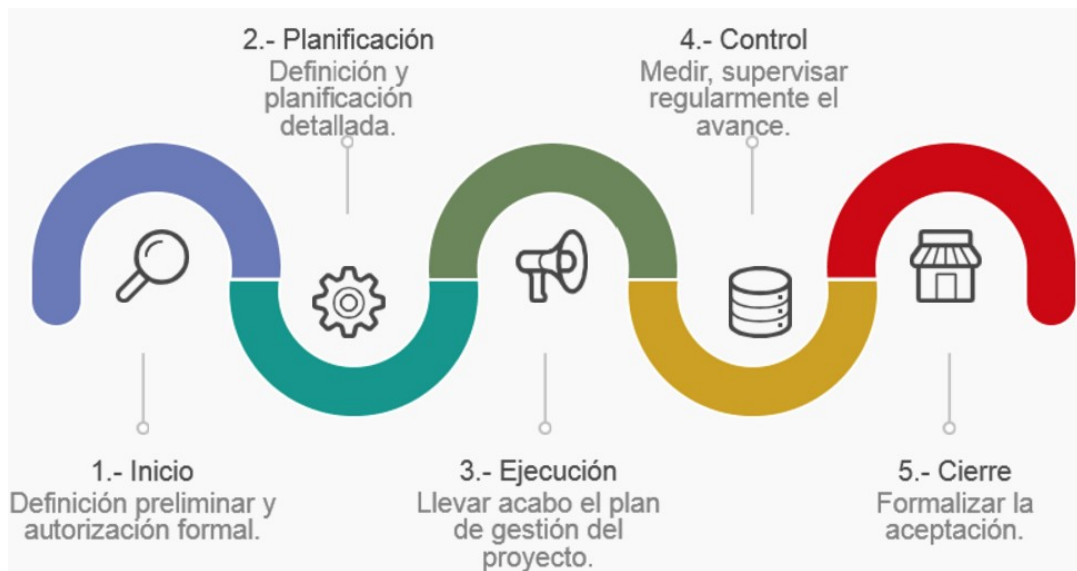 2.- Planificación
Definición y
planificación
detallada.
4.- Control
Medir, supervisar
regularmente el
avance.
1.- Inicio
Definición preliminar y
autorización formal.
3.- Ejecución
Llevar acabo el plan
de gestión del
proyecto.
5.- Cierre
Formalizar la
aceptación.